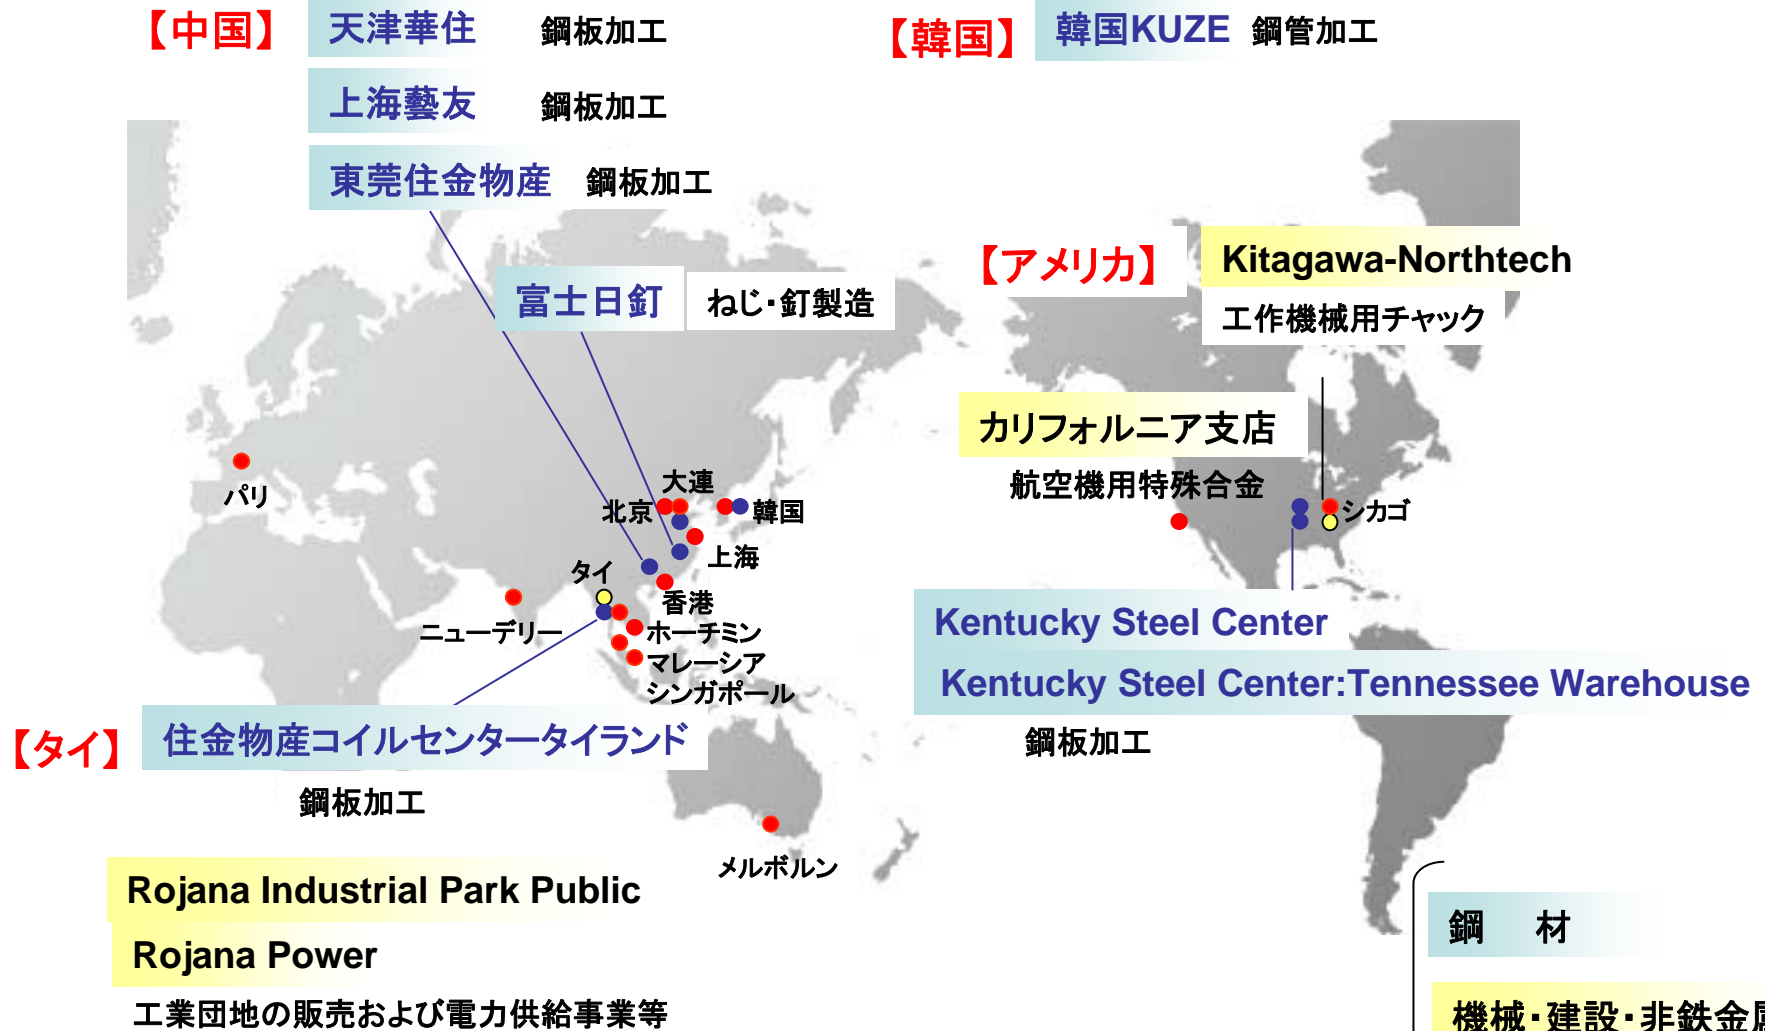 【中国】 天津華住 鋼板加工
上海藝友 鋼板加工
東莞住金物産 鋼板加工
富士日釘 ねじ・釘製造
【韓国】 韓国KUZE 鋼管加工
【アメリカ】 Kitagawa-Northtech
工作機械用チャック
カリフォルニア支店
航空機用特殊合金
シカゴ
Kentucky Steel Center
Kentucky Steel Center:Tennessee Warehouse
鋼板加工
パリ
大連
北京
韓国
上海
タイ
香港
ニューデリー
ホーチミン
マレーシア
シンガポール
【タイ】 住金物産コイルセンタータイランド
鋼板加工
メルボルン
Rojana Industrial Park Public
Rojana Power
工業団地の販売および電力供給事業等
鋼 材
機械・建設・非鉄金属